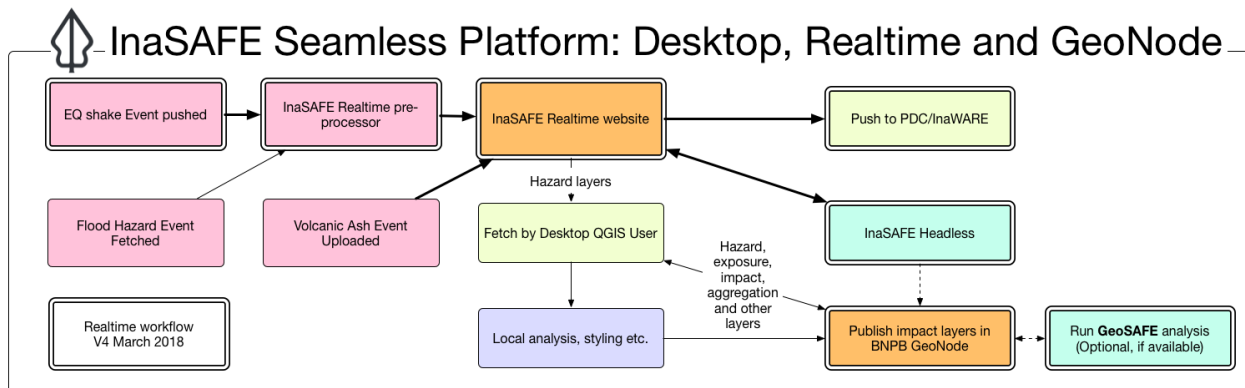 InaSAFE Seamless Platform: Desktop, Realtime and GeoNode
EQ shake Event pushed
InaSAFE Realtime pre-
processor
InaSAFE Realtime website
Push to PDC/InaWARE
Hazard layers
Flood Hazard Event
Fetched
Volcanic Ash Event
Uploaded
Fetch by Desktop QGIS User
InaSAFE Headless
Hazard,
exposure,
impact,
aggregation
and other
layers
Realtime workflow
V4 March 2018
Local analysis, styling etc.
Publish impact layers in
BNPB GeoNode
Run GeoSAFE analysis
(Optional, if available)